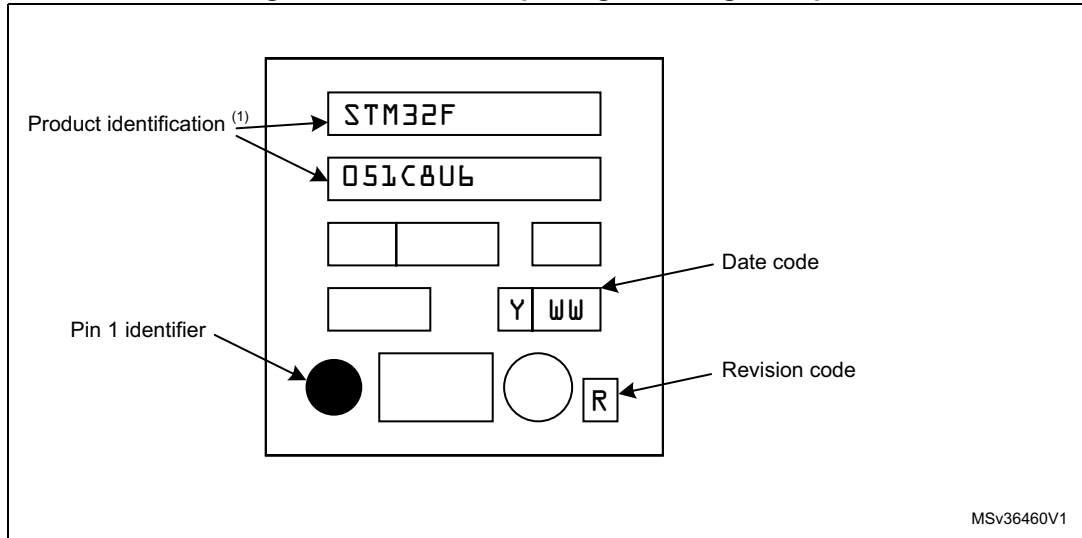 STM32F
Product identification (1)
051C8U6
Date code
Y WW
Pin 1 identifier
Revision code
R
MSv36460V1